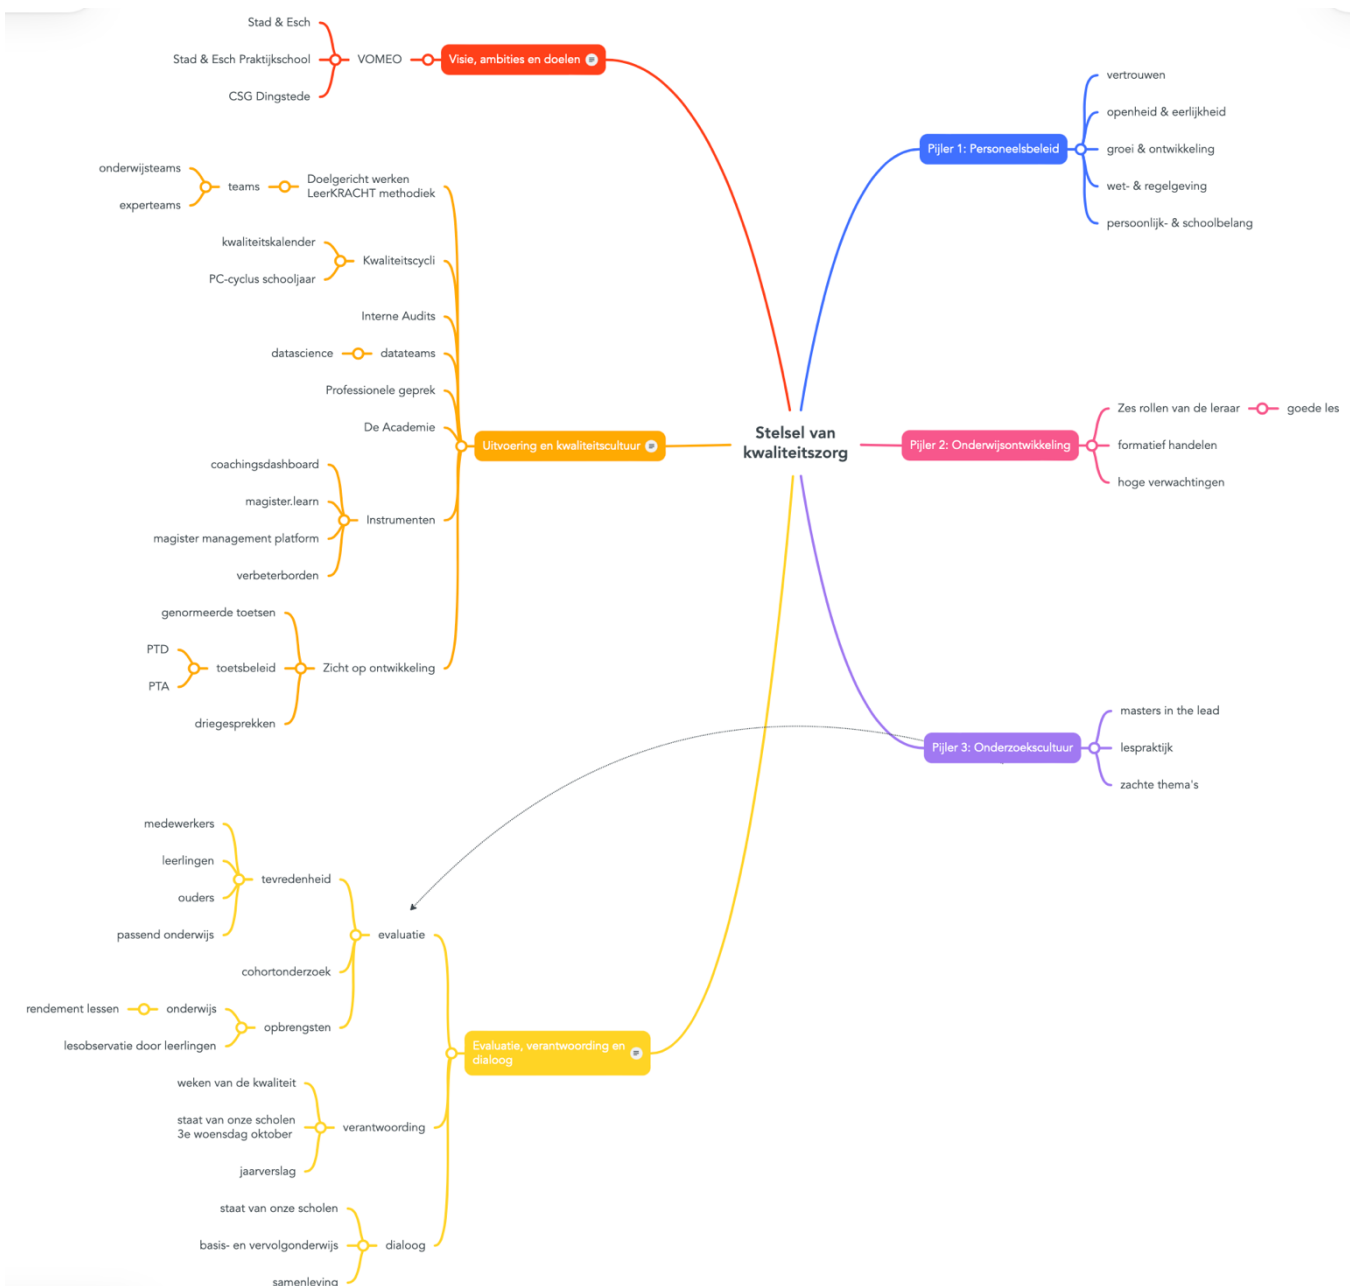 Stelsel van
kwaliteitszorg
Visie, ambities en doelen
VOMEO
Stad & Esch
Stad & Esch Praktijkschool
CSG Dingstede
Uitvoering en kwaliteitscultuur
Doelgericht werken
LeerKRACHT methodiek
teams
onderwijsteams
experteams
Kwaliteitscycli
kwaliteitskalender
PC-cyclus schooljaar
Interne Audits
datateams
datascience
Professionele geprek
De Academie
Instrumenten
coachingsdashboard
magister.learn
magister management platform
verbeterborden
Zicht op ontwikkeling
genormeerde toetsen
toetsbeleid
PTD
PTA
driegesprekken
Evaluatie, verantwoording en
dialoog
evaluatie
tevredenheid
medewerkers
leerlingen
ouders
passend onderwijs
cohortonderzoek
opbrengsten
onderwijs
rendement lessen
lesobservatie door leerlingen
verantwoording
weken van de kwaliteit
staat van onze scholen
3e woensdag oktober
jaarverslag
dialoog
staat van onze scholen
basis- en vervolgonderwijs
samenleving
Pijler 1: Personeelsbeleid
vertrouwen
openheid & eerlijkheid
groei & ontwikkeling
wet- & regelgeving
persoonlijk- & schoolbelang
Pijler 2: Onderwijsontwikkeling
Zes rollen van de leraar
goede les
formatief handelen
hoge verwachtingen
Pijler 3: Onderzoekscultuur
masters in the lead
lespraktijk
zachte thema's